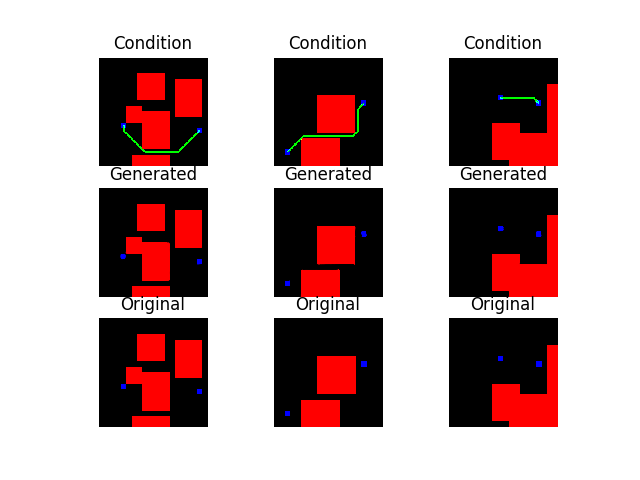 Condition Condition Condition
Generated Generated Generated
Original Original Original